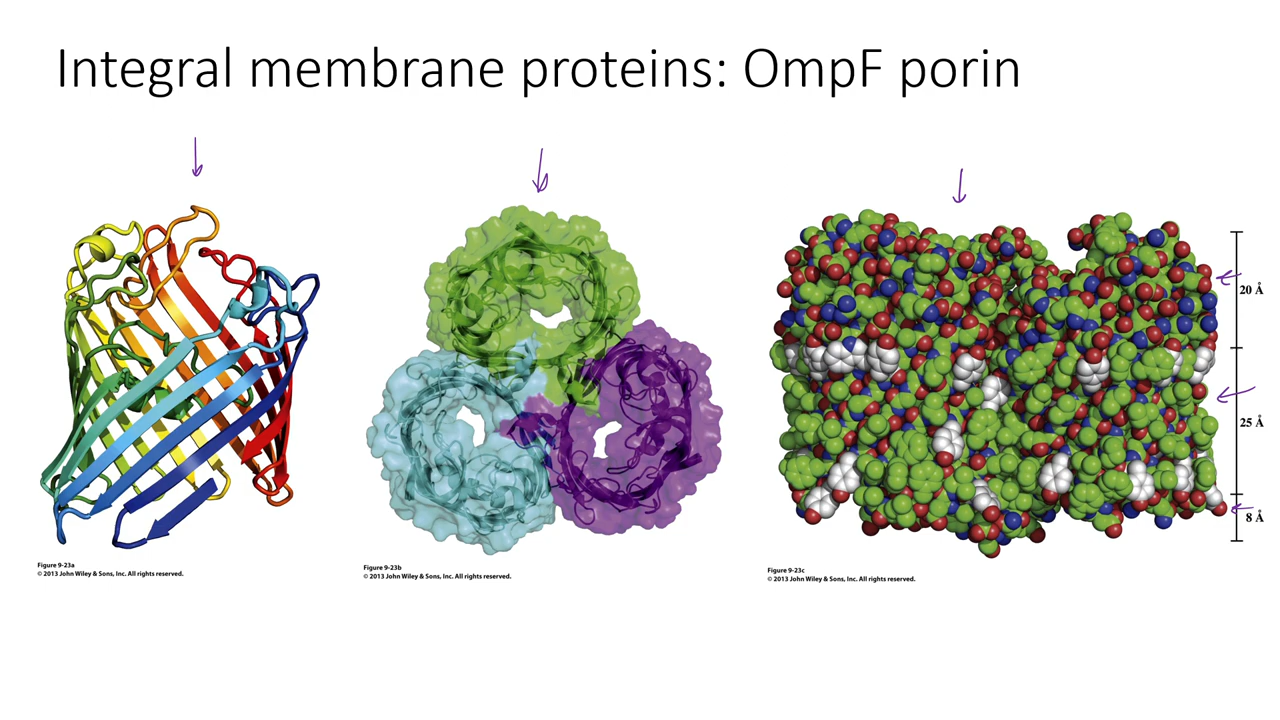 Integral membrane proteins: OmpF porin
20 Å
25 Å
8 Å
Figure 9-23a
© 2013 John Wiley & Sons, Inc. All rights reserved.
Figure 9-23b
© 2013 John Wiley & Sons, Inc. All rights reserved.
Figure 9-23c
© 2013 John Wiley & Sons, Inc. All rights reserved.